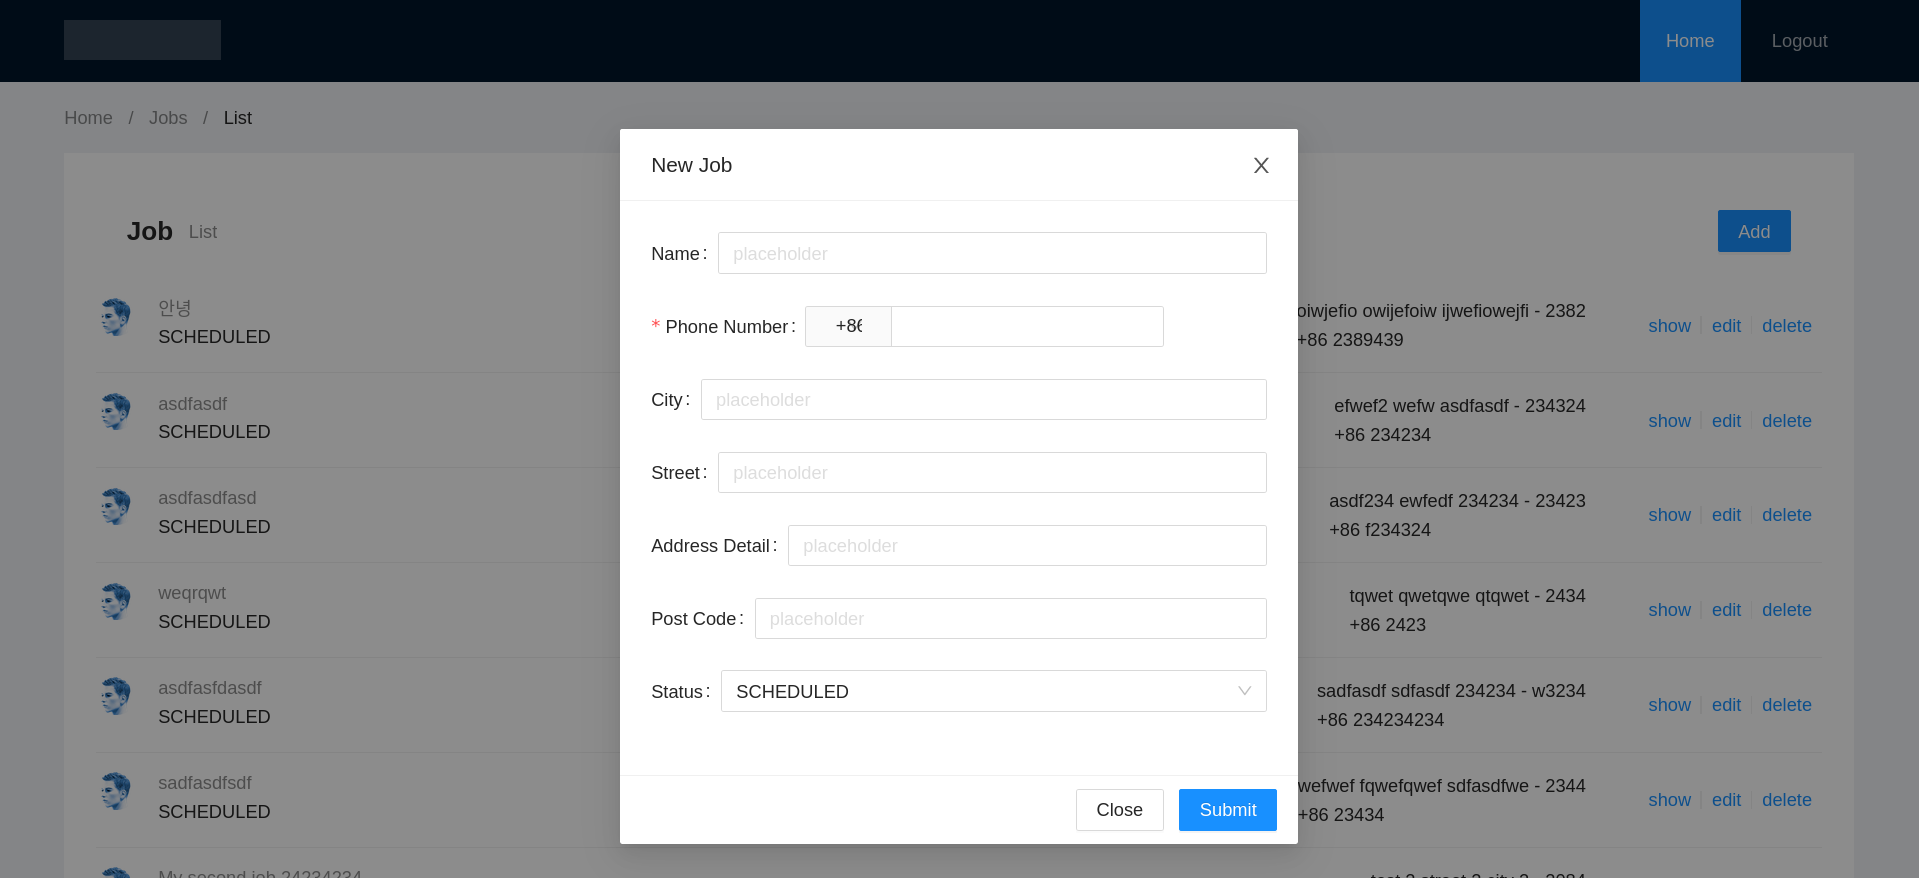 Home
Logout
Home / Jobs / List
Job List
Add
안녕
SCHEDULED
oiwjefio owijefoiw ijwefiowejfi - 2382
+86 2389439
show edit delete
asdfasdf
SCHEDULED
efwef2 wefw asdfasdf - 234324
+86 234234
show edit delete
asdfasdfasd
SCHEDULED
asdf234 ewfedf 234234 - 23423
+86 f234324
show edit delete
weqrqwt
SCHEDULED
tqwet qwetqwe qtqwet - 2434
+86 2423
show edit delete
asdfasfdasdf
SCHEDULED
sadfasdf sdfasdf 234234 - w3234
+86 234234234
show edit delete
sadfasdfsdf
SCHEDULED
wefwef fqwefqwef sdfasdfwe - 2344
+86 23434
show edit delete
My second job 24234234
New Job
Name: placeholder
* Phone Number: +86
City: placeholder
Street: placeholder
Address Detail: placeholder
Post Code: placeholder
Status: SCHEDULED
Close
Submit